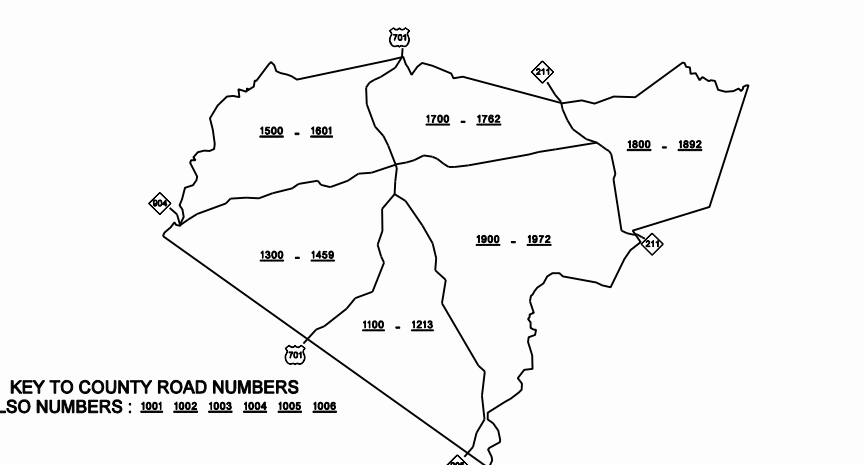 701
211
1700 - 1762
1500 - 1601
1800 - 1892
904
1900 - 1972
211
1300 - 1459
1100 - 1213
701
KEY TO COUNTY ROAD NUMBERS
LSO NUMBERS : 1001 1002 1003 1004 1005 1006